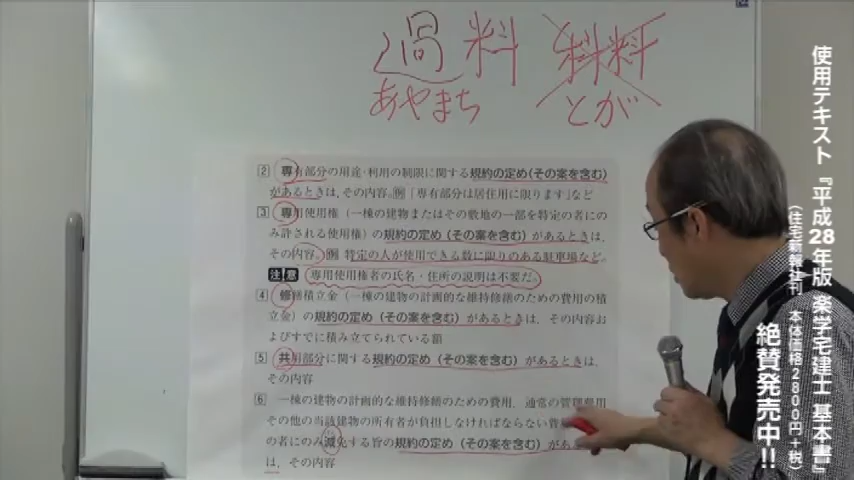 過料 科料
あやまち とが
② 専有部分の用途・利用の制限に関する規約の定め(その案を含む)
があるときは、その内容。例「専有部分は居住用に限ります」など
③ 専用使用権(一棟の建物またはその敷地の一部を特定の者にの
み許される使用権)の規約の定め(その案を含む)があるときは、
その内容。例 特定の人が使用できる数に限りのある駐車場など。
注意 専用使用権者の氏名・住所の説明は不要だ。
④ 修繕積立金(一棟の建物の計画的な維持修繕のための費用の積
立金)の規約の定め(その案を含む)があるときは、その内容お
よびすでに積み立てられている額
⑤ 共用部分に関する規約の定め(その案を含む)があるときは、
その内容
⑥ 一棟の建物の計画的な維持修繕のための費用、通常の管理費用
その他の当該建物の所有者が負担しなければならない費
の者にのみ減免する旨の規約の定め(その案を含む)があ
は、その内容
使用テキスト『平成28年版 楽学宅建士 基本書』
(住宅新報社刊 本体価格2800円+税)
絶賛発売中!!